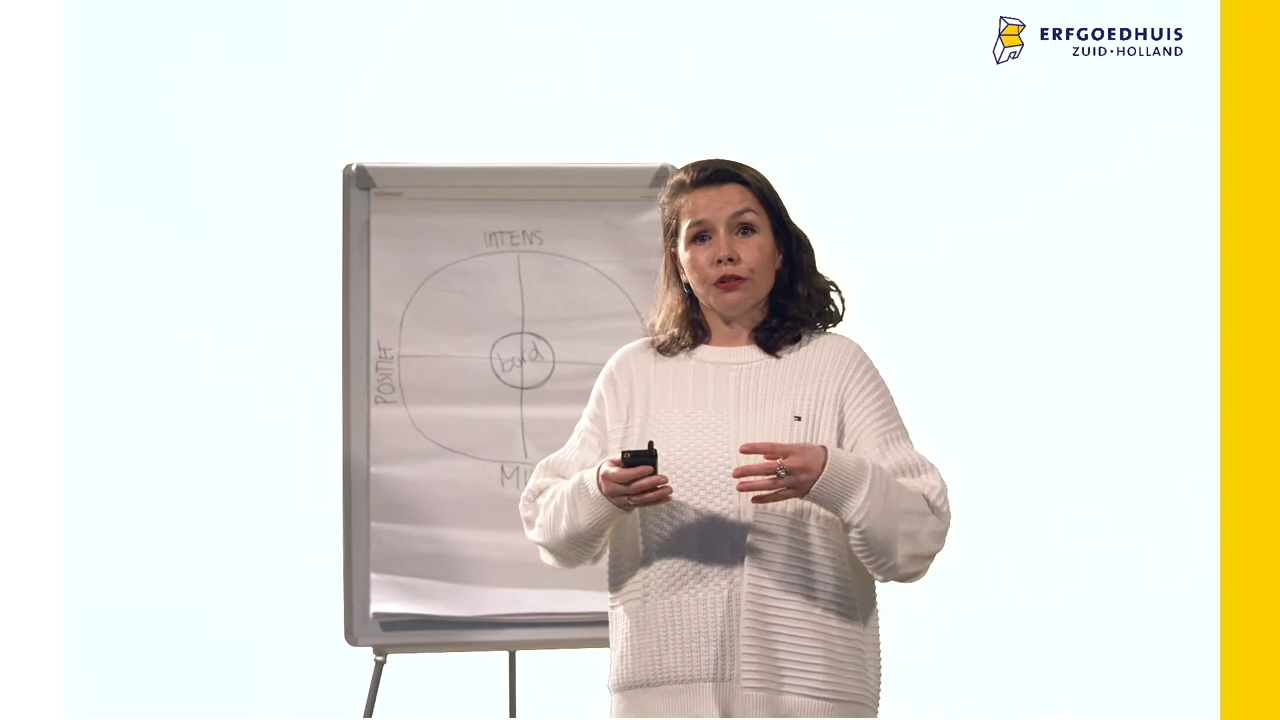 ERFGOEDHUIS
ZUID·HOLLAND
INTENS
POSITIEF
bord